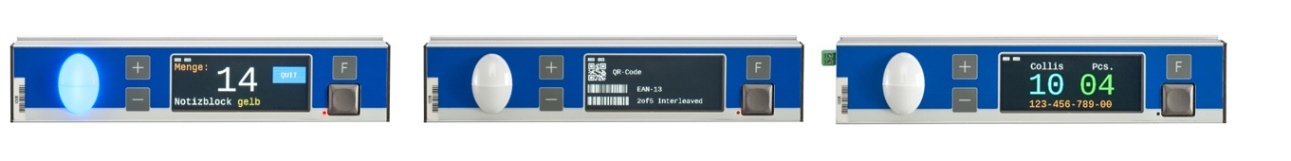 +
-
Menge:
14
QUIT
Notizblock gelb
F
+
-
QR-Code
EAN-13
2of5 Interleaved
F
+
-
Collis Pcs.
10 04
123-456-789-00
F